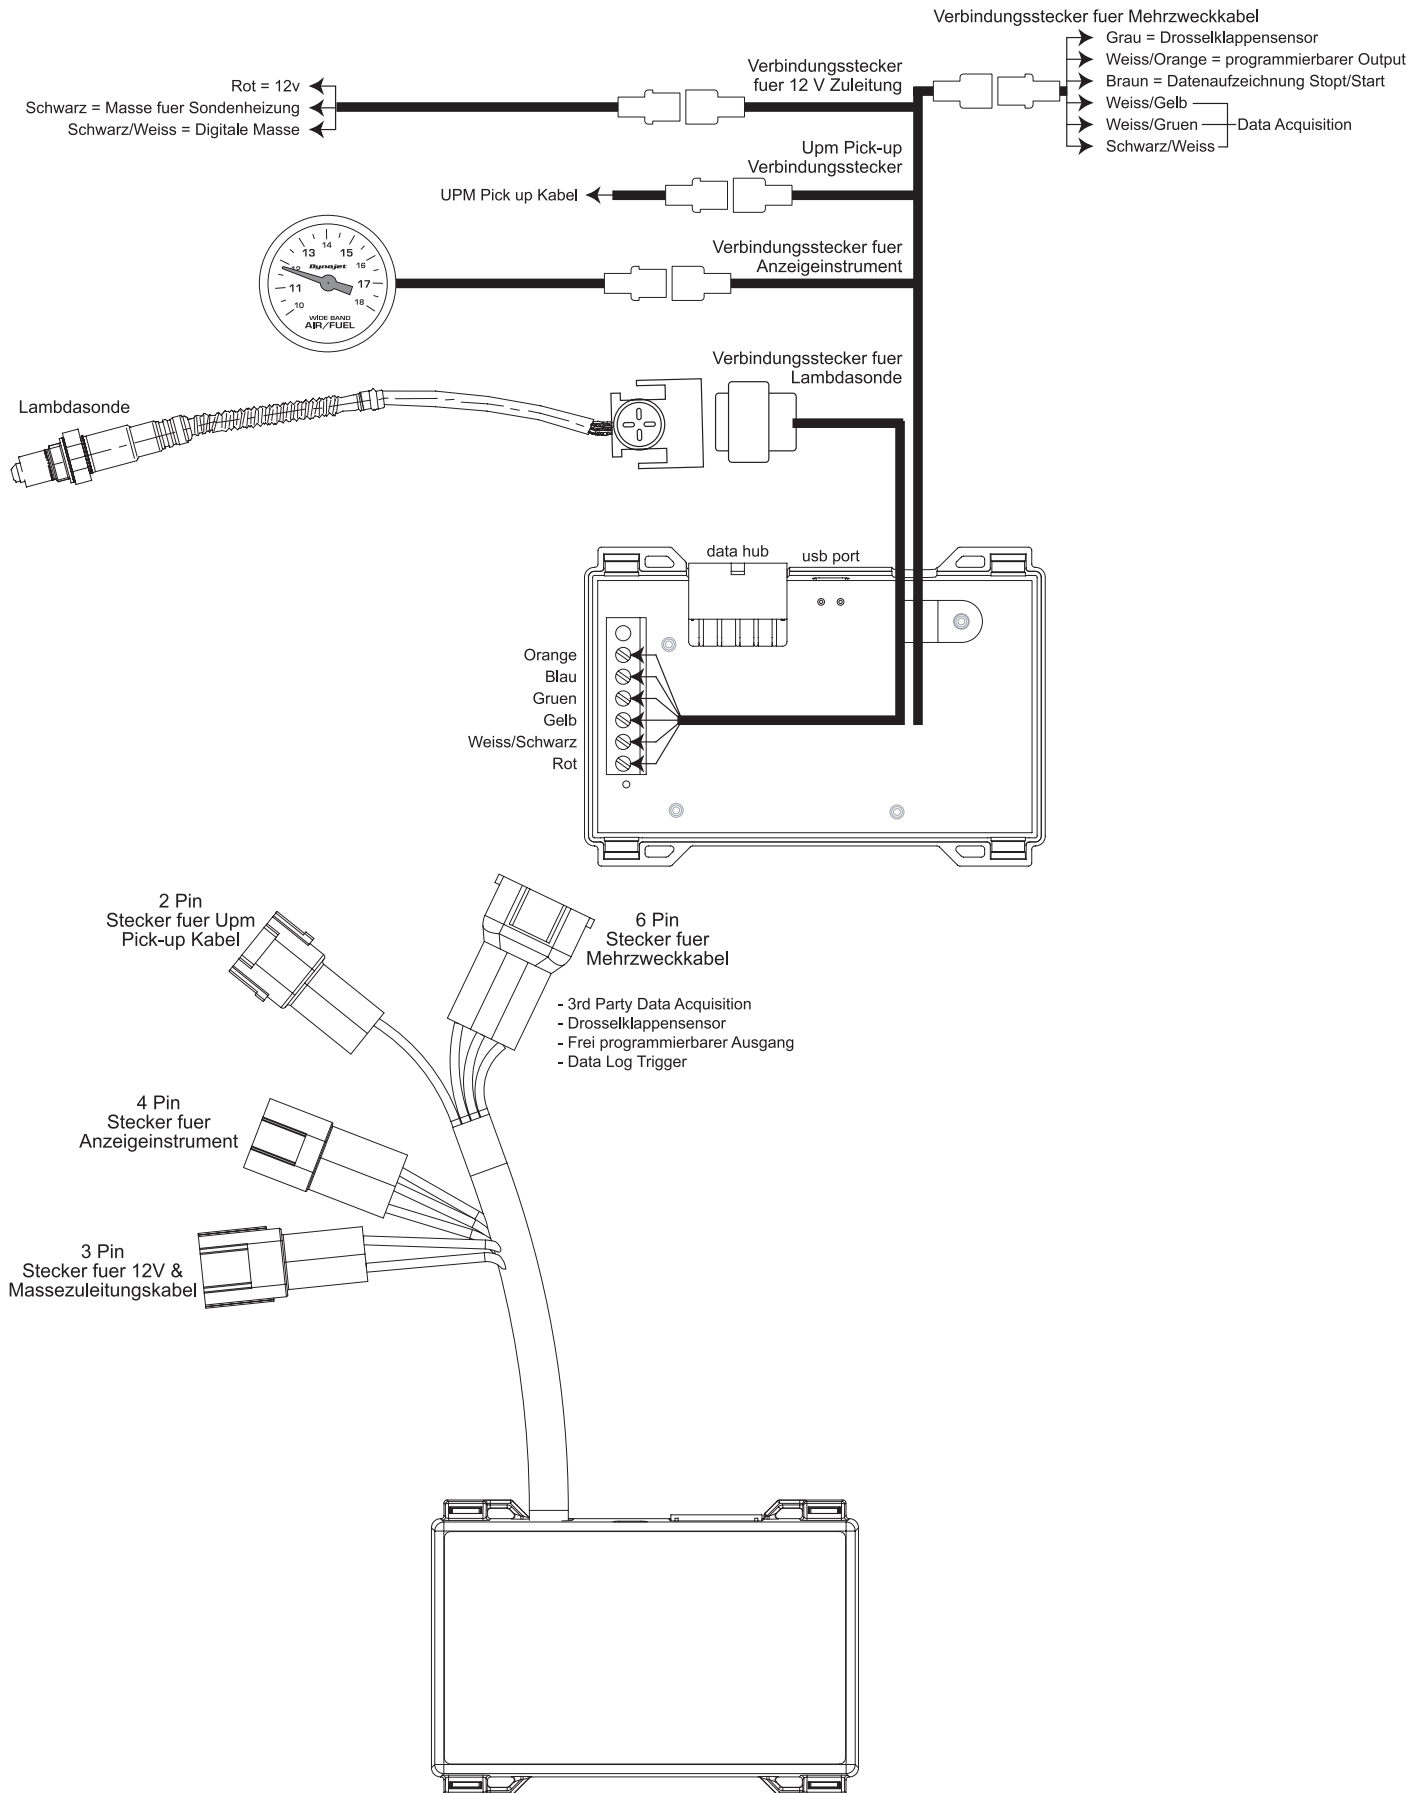 Verbindungsstecker fuer Mehrzweckkabel
Grau = Drosselklappensensor
Weiss/Orange = programmierbarer Output
Braun = Datenaufzeichnung Stopt/Start
Weiss/Gelb
Weiss/Gruen
Data Acquisition
Schwarz/Weiss
Verbindungsstecker
fuer 12 V Zuleitung
Rot = 12v
Schwarz = Masse fuer Sondenheizung
Schwarz/Weiss = Digitale Masse
Upm Pick-up
Verbindungsstecker
UPM Pick up Kabel
Verbindungsstecker fuer
Anzeigeinstrument
10
11
12
13
14
15
16
17
18
Dynojet
WIDE BAND
AIR/FUEL
Verbindungsstecker fuer
Lambdasonde
Lambdasonde
data hub
usb port
Orange
Blau
Gruen
Gelb
Weiss/Schwarz
Rot
2 Pin
Stecker fuer Upm
Pick-up Kabel
6 Pin
Stecker fuer
Mehrzweckkabel
- 3rd Party Data Acquisition
- Drosselklappensensor
- Frei programmierbarer Ausgang
- Data Log Trigger
4 Pin
Stecker fuer
Anzeigeinstrument
3 Pin
Stecker fuer 12V &
Massezuleitungskabel